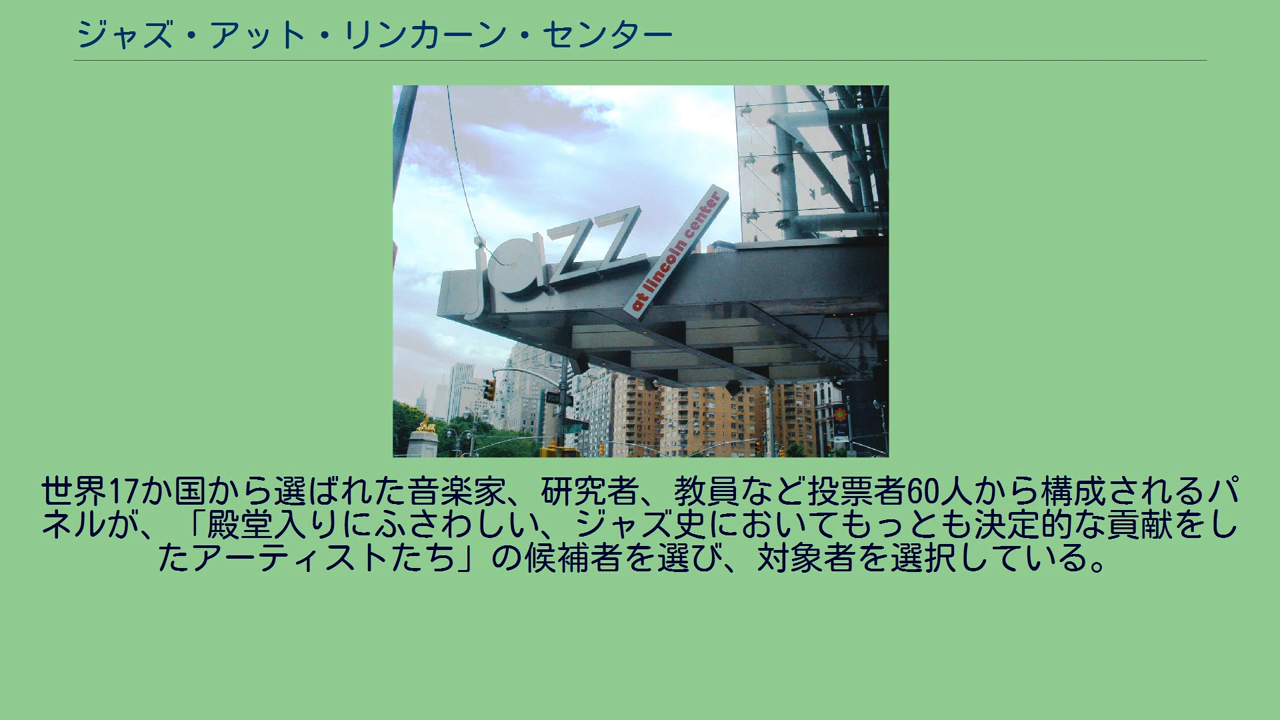 ジャズ・アット・リンカーン・センター
jazz
at lincoln center
世界17か国から選ばれた音楽家、研究者、教員など投票者60人から構成されるパ
ネルが、「殿堂入りにふさわしい、ジャズ史においてもっとも決定的な貢献をし
たアーティストたち」の候補者を選び、対象者を選択している。